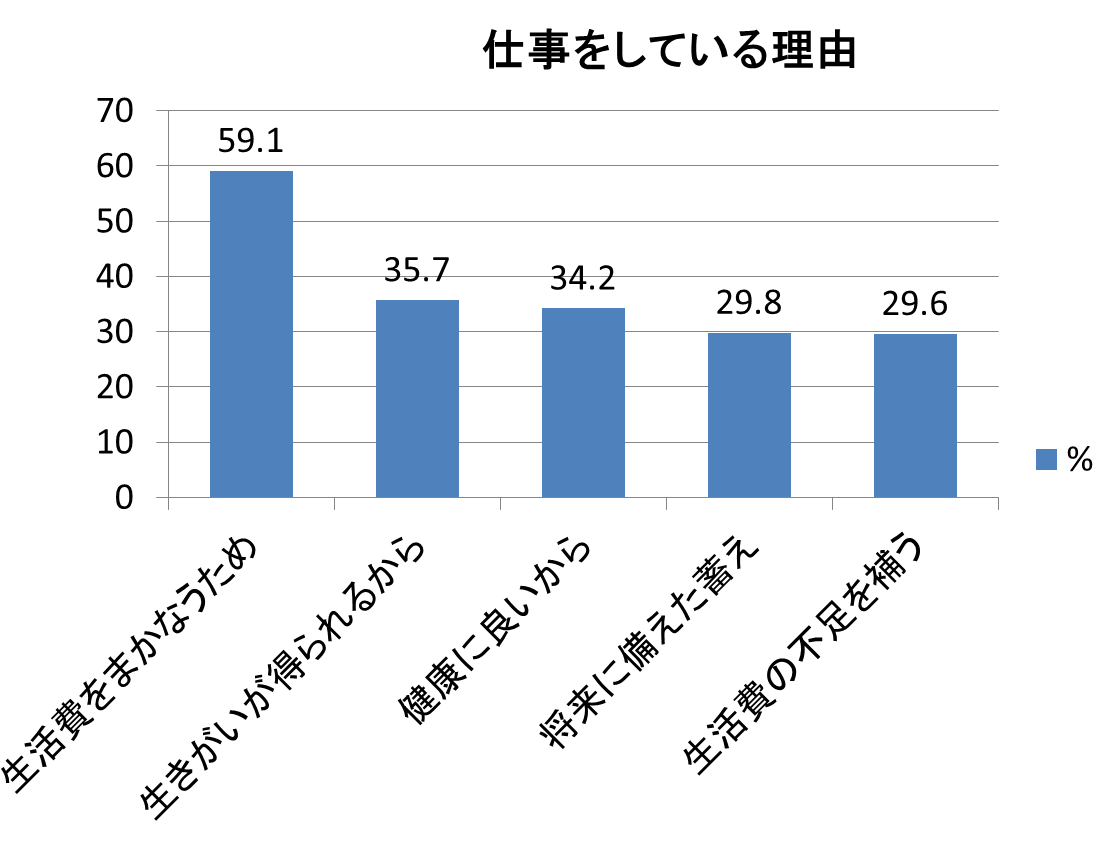 仕事をしている理由
70
60
50
40
30
20
10
0
59.1
35.7
34.2
29.8
29.6
%
生活費をまかなうため
生きがいが得られるから
健康に良いから
将来に備えた蓄え
生活費の不足を補う